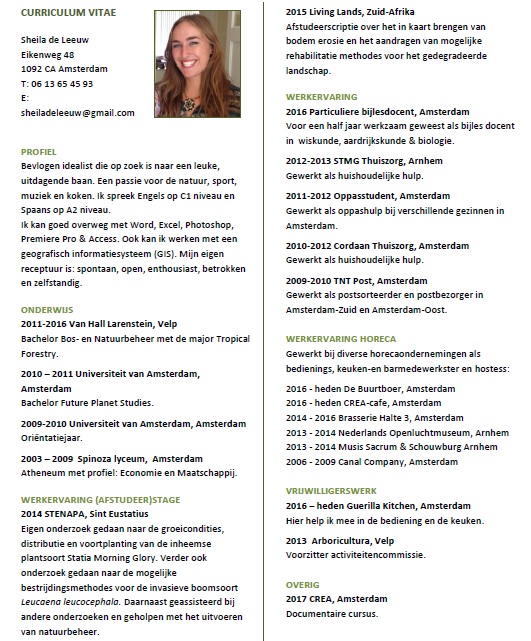 CURRICULUM VITAE
Sheila de Leeuw
Eikenweg 48
1092 CA Amsterdam
T: 06 13 65 45 93
E:
sheiladeleeuw@gmail.com
PROFIEL
Bevlogen idealist die op zoek is naar een leuke,
uitdagende baan. Een passie voor de natuur, sport,
muziek en koken. Ik spreek Engels op C1 niveau en
Spaans op A2 niveau.
Ik kan goed overweg met Word, Excel, Photoshop,
Premiere Pro & Access. Ook kan ik werken met een
geografisch informatiesysteem (GIS). Mijn eigen
receptuur is: spontaan, open, enthousiast, betrokken
en zelfstandig.
ONDERWIJS
2011-2016 Van Hall Larenstein, Velp
Bachelor Bos- en Natuurbeheer met de major Tropical
Forestry.
2010 – 2011 Universiteit van Amsterdam,
Amsterdam
Bachelor Future Planet Studies.
2009-2010 Universiteit van Amsterdam, Amsterdam
Oriëntatiejaar.
2003 – 2009 Spinoza lyceum, Amsterdam
Atheneum met profiel: Economie en Maatschappij.
WERKERVARING (AFSTUDEER)STAGE
2014 STENAPA, Sint Eustatius
Eigen onderzoek gedaan naar de groeicondities,
distributie en voortplanting van de inheemse
plantsoort Statia Morning Glory. Verder ook
onderzoek gedaan naar de mogelijke
bestrijdingsmethodes voor de invasieve boomsoort
Leucaena leucocephala. Daarnaast geassisteerd bij
andere onderzoeken en geholpen met het uitvoeren
van natuurbeheer.
2015 Living Lands, Zuid-Afrika
Afstudeerscriptie over het in kaart brengen van
bodem erosie en het aandragen van mogelijke
rehabilitatie methodes voor het gedegradeerde
landschap.
WERKERVARING
2016 Particuliere bijlesdocent, Amsterdam
Voor een half jaar werkzaam geweest als bijles docent
in wiskunde, aardrijkskunde & biologie.
2012-2013 STMG Thuiszorg, Arnhem
Gewerkt als huishoudelijke hulp.
2011-2012 Oppasstudent, Amsterdam
Gewerkt als oppashulp bij verschillende gezinnen in
Amsterdam.
2010-2012 Cordaan Thuiszorg, Amsterdam
Gewerkt als huishoudelijke hulp.
2009-2010 TNT Post, Amsterdam
Gewerkt als postsorteerder en postbezorger in
Amsterdam-Zuid en Amsterdam-Oost.
WERKERVARING HORECA
Gewerkt bij diverse horecaondernemingen als
bedienings, keuken-en barmedewerkster en hostess:
2016 - heden De Buurtboer, Amsterdam
2016 - heden CREA-cafe, Amsterdam
2014 - 2016 Brasserie Halte 3, Amsterdam
2013 - 2014 Nederlands Openluchtmuseum, Arnhem
2013 - 2014 Musis Sacrum & Schouwburg Arnhem
2006 - 2009 Canal Company, Amsterdam
VRIJWILLIGERSWERK
2016 – heden Guerilla Kitchen, Amsterdam
Hier help ik mee in de bediening en de keuken.
2013 Arboricultura, Velp
Voorzitter activiteitencommissie.
OVERIG
2017 CREA, Amsterdam
Documentaire cursus.